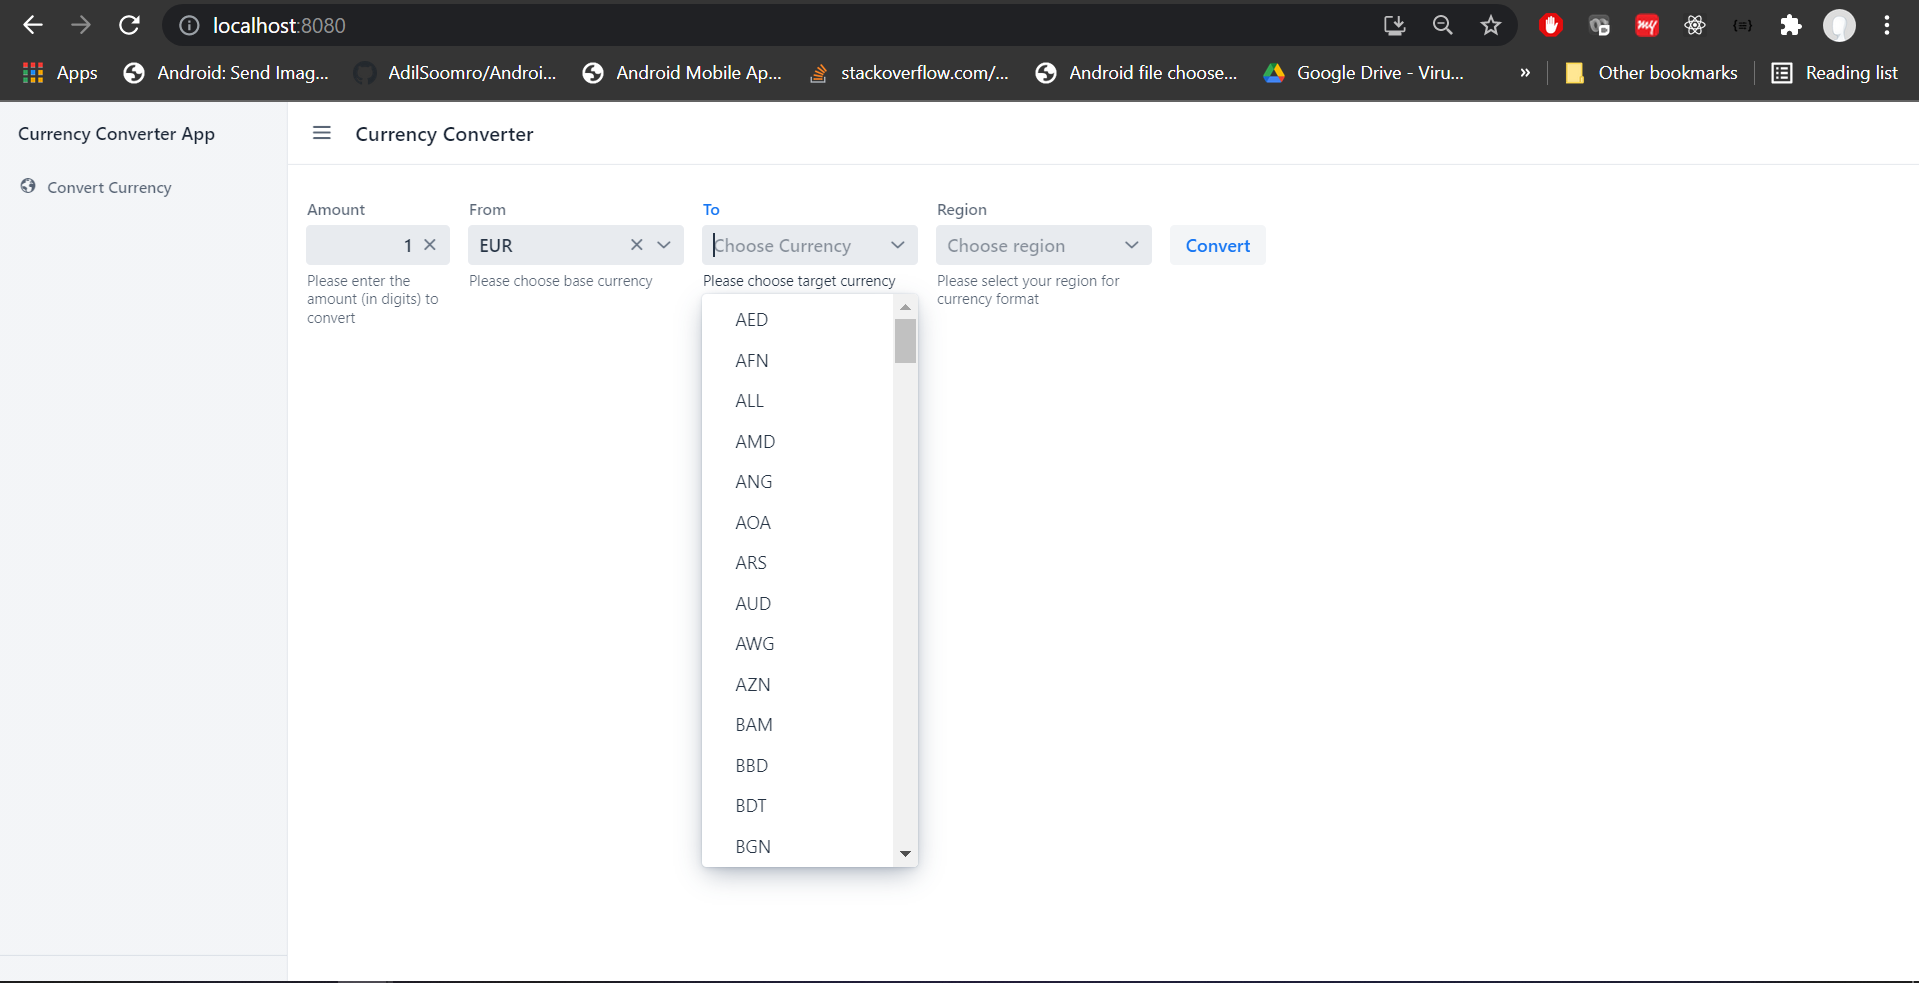 localhost:8080
Apps
Android: Send Imag...
AdilSoomro/Androi...
Android Mobile Ap...
stackoverflow.com/...
Android file choose...
Google Drive - Viru...
»
Other bookmarks
Reading list
Currency Converter App
Convert Currency
Currency Converter
Amount
1
Please enter the
amount (in digits) to
convert
From
EUR
Please choose base currency
To
Choose Currency
Please choose target currency
AED
AFN
ALL
AMD
ANG
AOA
ARS
AUD
AWG
AZN
BAM
BBD
BDT
BGN
Region
Choose region
Please select your region for
currency format
Convert